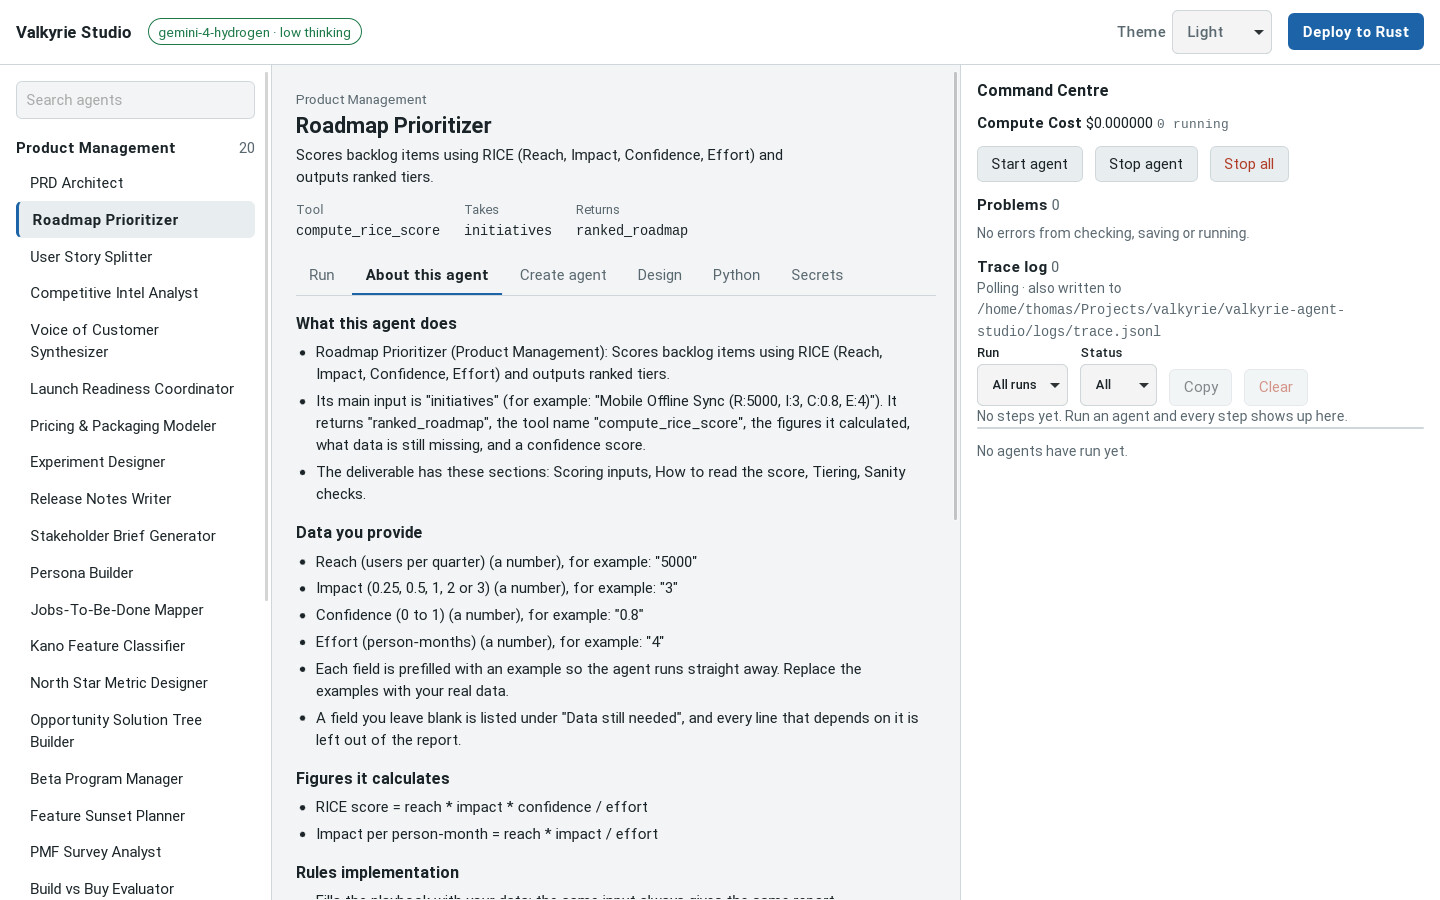 Valkyrie Studio
gemini-4-hydrogen · low thinking
Theme
Light
Deploy to Rust
Search agents
Product Management 20
PRD Architect
Roadmap Prioritizer
User Story Splitter
Competitive Intel Analyst
Voice of Customer
Synthesizer
Launch Readiness Coordinator
Pricing & Packaging Modeler
Experiment Designer
Release Notes Writer
Stakeholder Brief Generator
Persona Builder
Jobs-To-Be-Done Mapper
Kano Feature Classifier
North Star Metric Designer
Opportunity Solution Tree
Builder
Beta Program Manager
Feature Sunset Planner
PMF Survey Analyst
Build vs Buy Evaluator
Product Management
Roadmap Prioritizer
Scores backlog items using RICE (Reach, Impact, Confidence, Effort) and
outputs ranked tiers.
Tool Takes Returns
compute_rice_score initiatives ranked_roadmap
Run About this agent Create agent Design Python Secrets
What this agent does
• Roadmap Prioritizer (Product Management): Scores backlog items using RICE (Reach,
Impact, Confidence, Effort) and outputs ranked tiers.
• Its main input is "initiatives" (for example: "Mobile Offline Sync (R:5000, I:3, C:0.8, E:4)"). It
returns "ranked_roadmap", the tool name "compute_rice_score", the figures it calculated,
what data is still missing, and a confidence score.
• The deliverable has these sections: Scoring inputs, How to read the score, Tiering, Sanity
checks.
Data you provide
• Reach (users per quarter) (a number), for example: "5000"
• Impact (0.25, 0.5, 1, 2 or 3) (a number), for example: "3"
• Confidence (0 to 1) (a number), for example: "0.8"
• Effort (person-months) (a number), for example: "4"
• Each field is prefilled with an example so the agent runs straight away. Replace the
examples with your real data.
• A field you leave blank is listed under "Data still needed", and every line that depends on it is
left out of the report.
Figures it calculates
• RICE score = reach * impact * confidence / effort
• Impact per person-month = reach * impact / effort
Rules implementation
• Fills the playbook with your data; the same input always gives the same report.
Command Centre
Compute Cost $0.000000 0 running
Start agent Stop agent Stop all
Problems 0
No errors from checking, saving or running.
Trace log 0
Polling · also written to
/home/thomas/Projects/valkyrie/valkyrie-agent-
studio/logs/trace.jsonl
Run Status
All runs All Copy Clear
No steps yet. Run an agent and every step shows up here.
No agents have run yet.